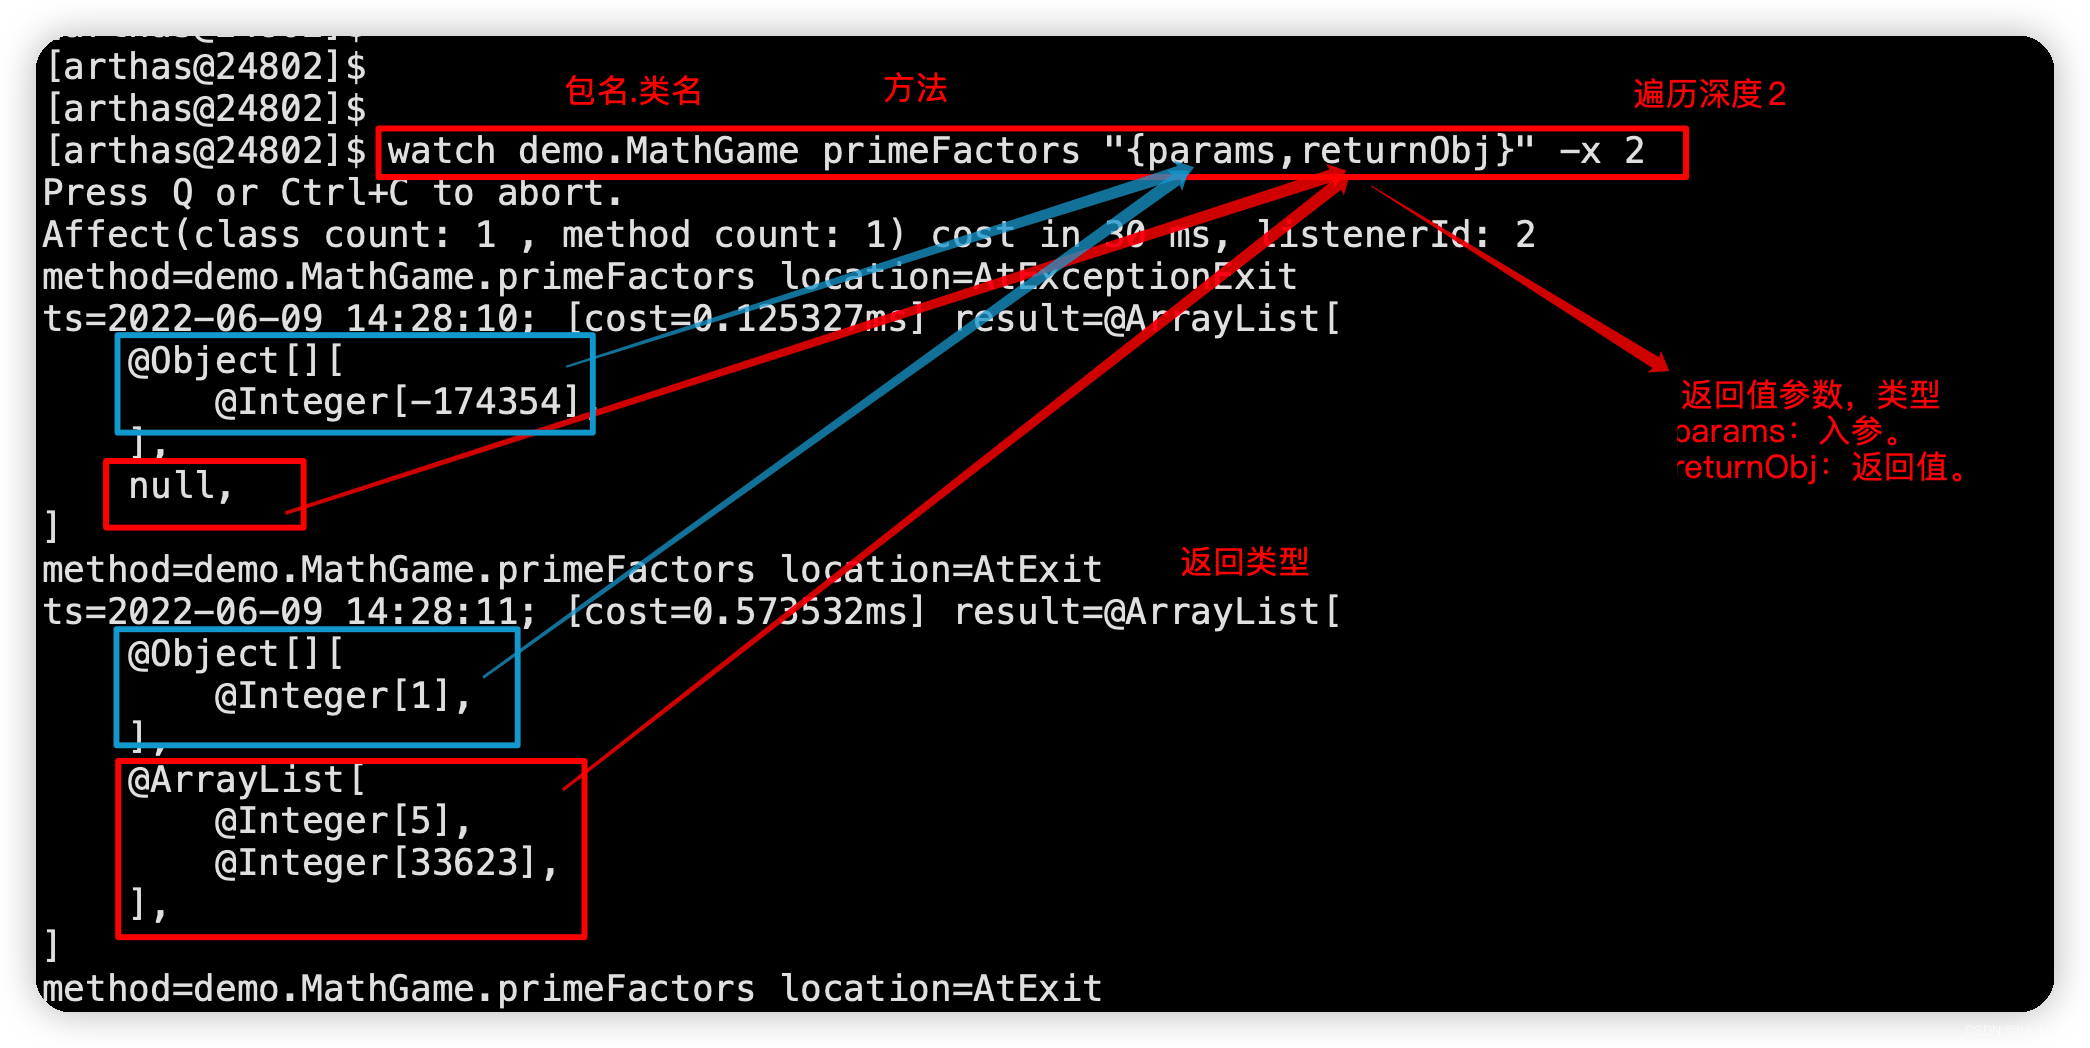 [arthas@24802]$
[arthas@24802]$
包名.类名 方法 遍历深度2
[arthas@24802]$
[arthas@24802]$ watch demo.MathGame primeFactors "{params,returnObj}" -x 2
Press Q or Ctrl+C to abort.
Affect(class count: 1 , method count: 1) cost in 30 ms, listenerId: 2
method=demo.MathGame.primeFactors location=AtExceptionExit
ts=2022-06-09 14:28:10; [cost=0.125327ms] result=@ArrayList[
@Object[][
@Integer[-174354]
],
null,
]
返回值参数，类型
params：入参。
returnObj：返回值。
method=demo.MathGame.primeFactors location=AtExit
返回类型
ts=2022-06-09 14:28:11; [cost=0.573532ms] result=@ArrayList[
@Object[][
@Integer[1],
],
@ArrayList[
@Integer[5],
@Integer[33623],
],
]
method=demo.MathGame.primeFactors location=AtExit